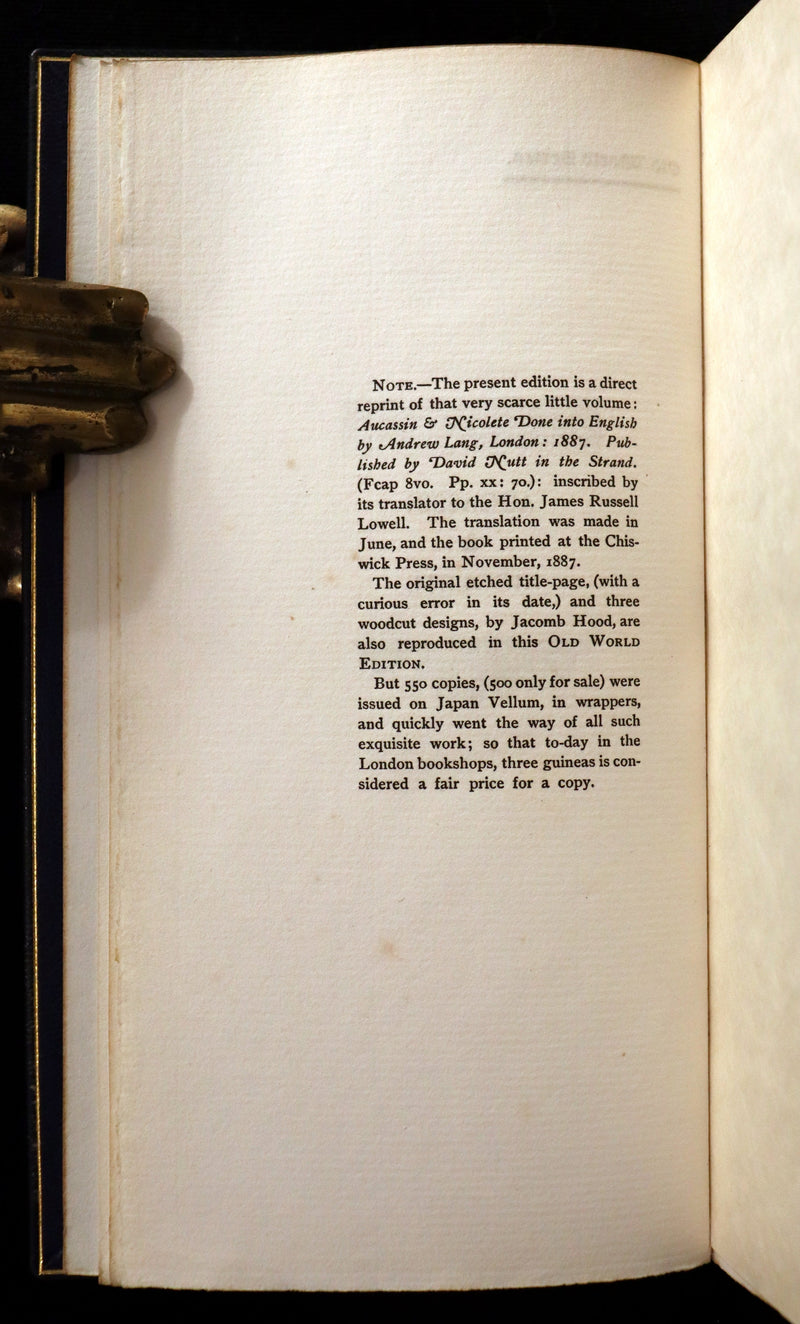 NOTE.—The present edition is a direct
reprint of that very scarce little volume:
Aucassin & Nicolete Done into English
by Andrew Lang, London: 1887. Pub-
lished by David Nutt in the Strand.
(Fcap 8vo. Pp. xx: 70.): inscribed by
its translator to the Hon. James Russell
Lowell. The translation was made in
June, and the book printed at the Chis-
wick Press, in November, 1887.
The original etched title-page, (with a
curious error in its date,) and three
woodcut designs, by Jacomb Hood, are
also reproduced in this OLD WORLD
EDITION.
But 550 copies, (500 only for sale) were
issued on Japan Vellum, in wrappers,
and quickly went the way of all such
exquisite work; so that to-day in the
London bookshops, three guineas is con-
sidered a fair price for a copy.